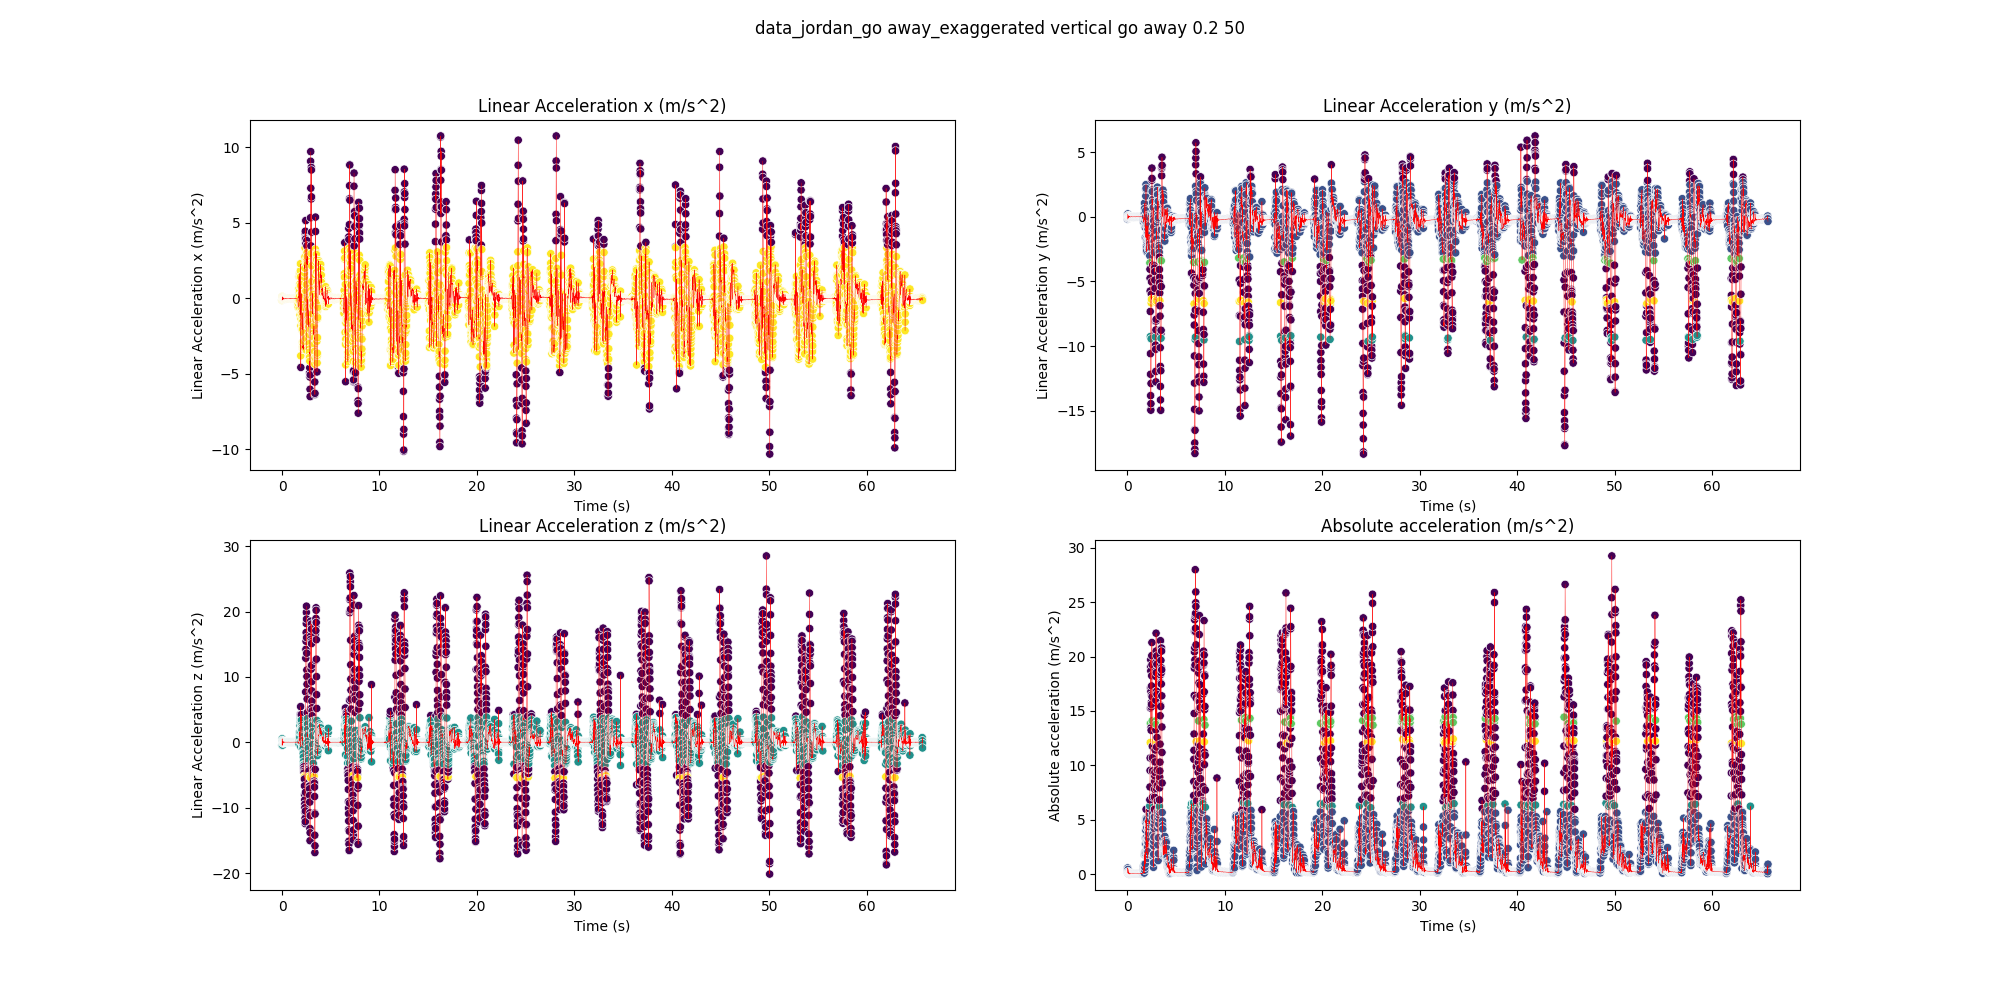 data_jordan_go away_exaggerated vertical go away 0.2 50
Linear Acceleration x (m/s^2)
Linear Acceleration x (m/s^2)
10
5
0
−5
−10
0 10 20 30 40 50 60
Time (s)
Linear Acceleration y (m/s^2)
Linear Acceleration y (m/s^2)
5
0
−5
−10
−15
0 10 20 30 40 50 60
Time (s)
Linear Acceleration z (m/s^2)
Linear Acceleration z (m/s^2)
30
20
10
0
−10
−20
0 10 20 30 40 50 60
Time (s)
Absolute acceleration (m/s^2)
Absolute acceleration (m/s^2)
30
25
20
15
10
5
0
0 10 20 30 40 50 60
Time (s)